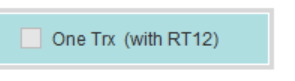 One Trx (with RT12)